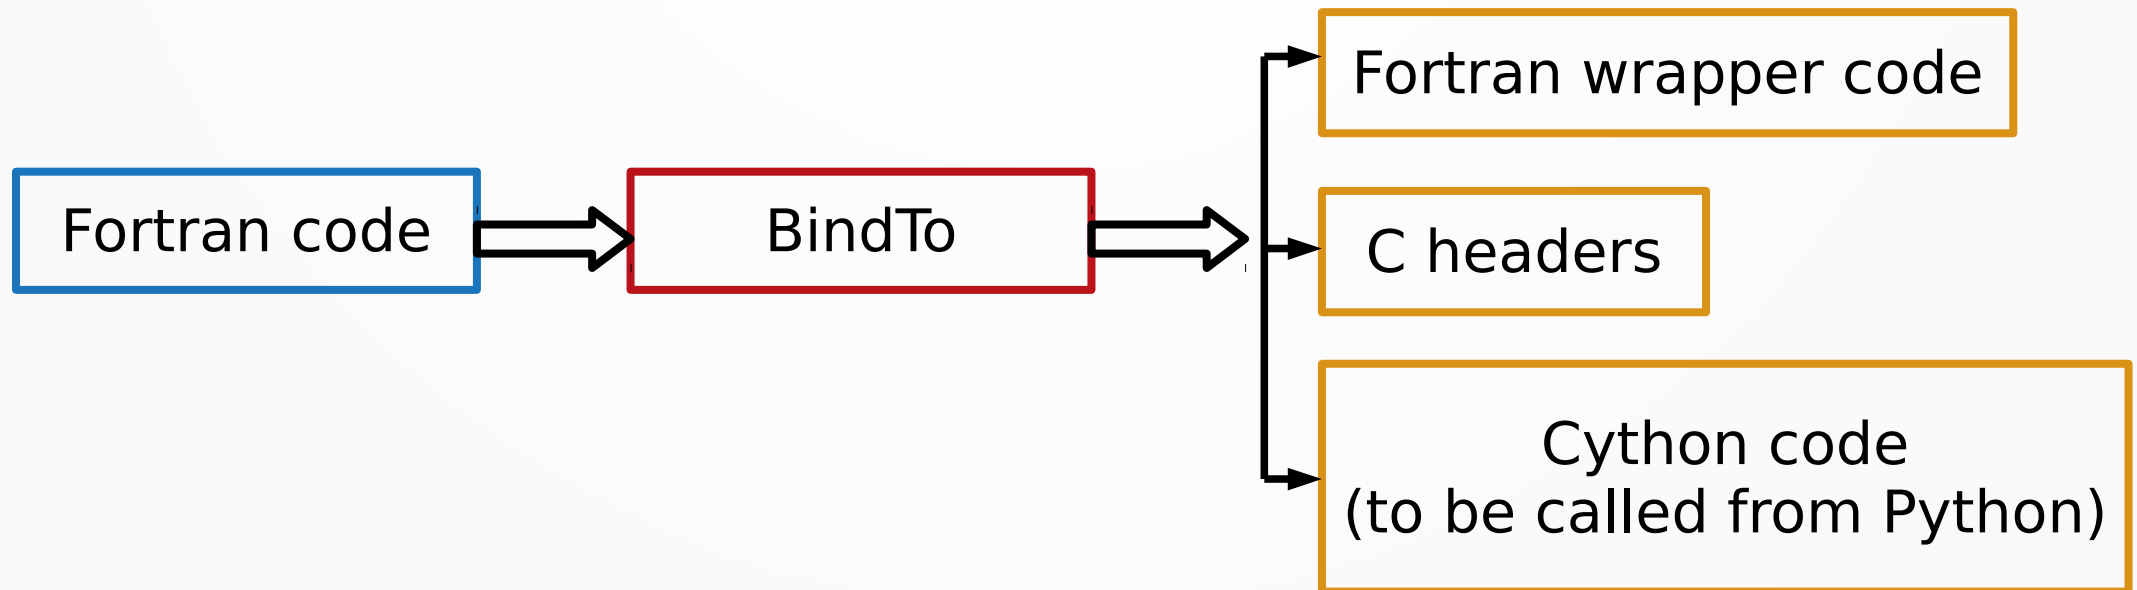 Fortran code
BindTo
Fortran wrapper code
C headers
Cython code
(to be called from Python)